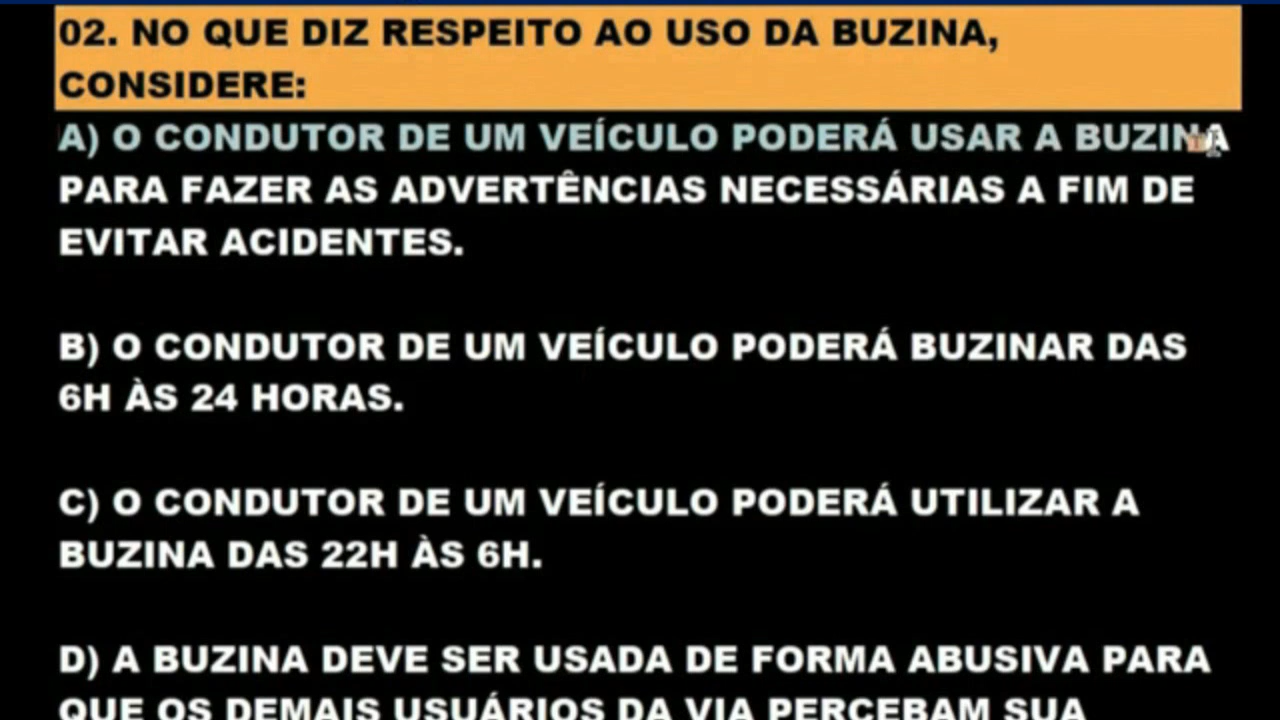 02. NO QUE DIZ RESPEITO AO USO DA BUZINA,
CONSIDERE:
A) O CONDUTOR DE UM VEÍCULO PODERÁ USAR A BUZINA
PARA FAZER AS ADVERTÊNCIAS NECESSÁRIAS A FIM DE
EVITAR ACIDENTES.
B) O CONDUTOR DE UM VEÍCULO PODERÁ BUZINAR DAS
6H ÀS 24 HORAS.
C) O CONDUTOR DE UM VEÍCULO PODERÁ UTILIZAR A
BUZINA DAS 22H ÀS 6H.
D) A BUZINA DEVE SER USADA DE FORMA ABUSIVA PARA
QUE OS DEMAIS USUÁRIOS DA VIA PERCEBAM SUA